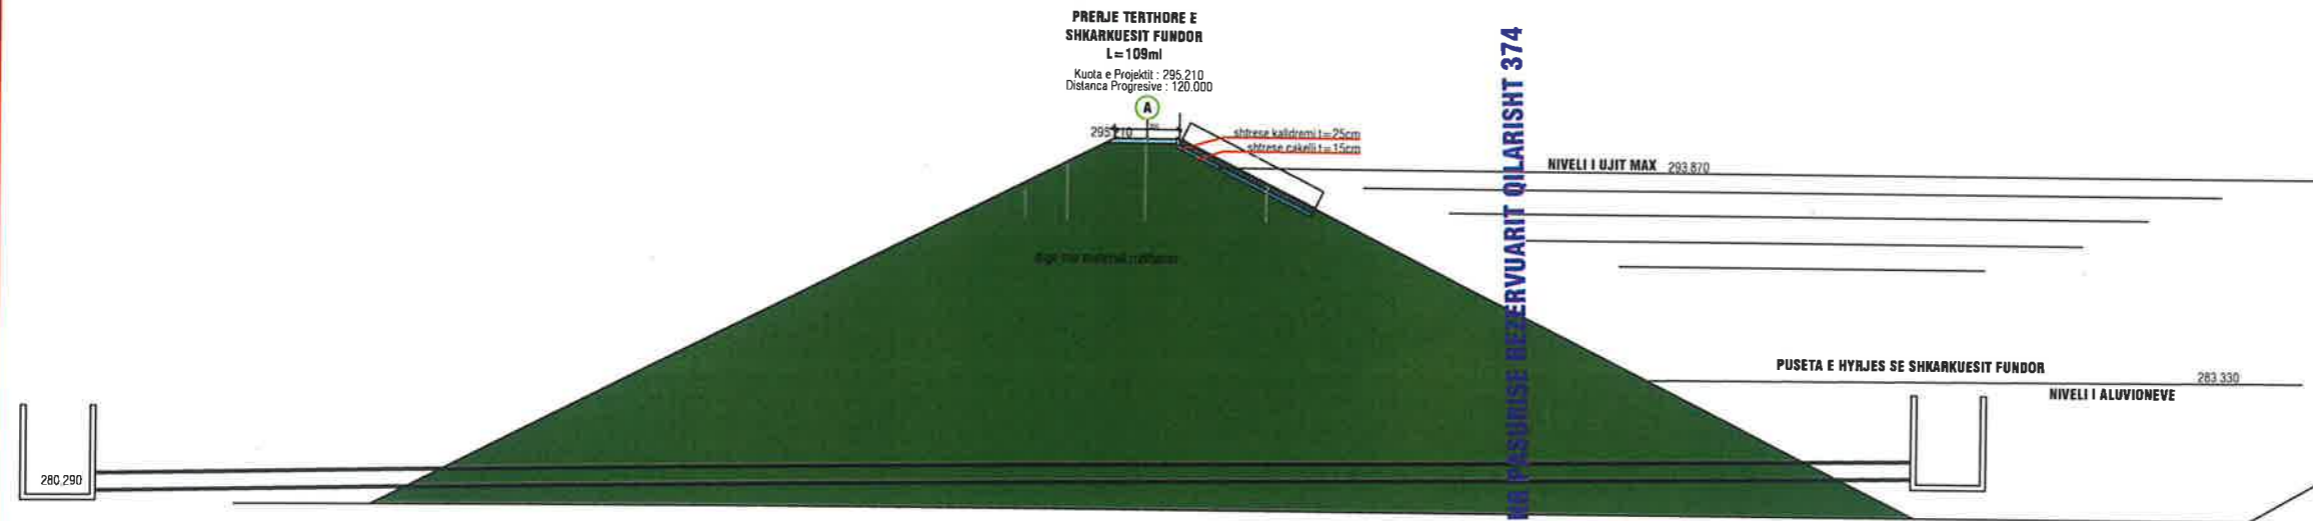 PRERJE TERTHORE E
SHKARKUESIT FUNDOR
L=109ml
Kuota e Projektit : 295.210
Distanca Progresive : 120.000
A
295.210
shtrese kalldremi t=25cm
shtrese cakelli t=15cm
NIVELI I UJIT MAX 293.870
NR PASURISE REZERVUARIT QILARISHT 374
PUSETA E HYRJES SE SHKARKUESIT FUNDOR
283.330
NIVELI I ALUVIONEVE
280.290